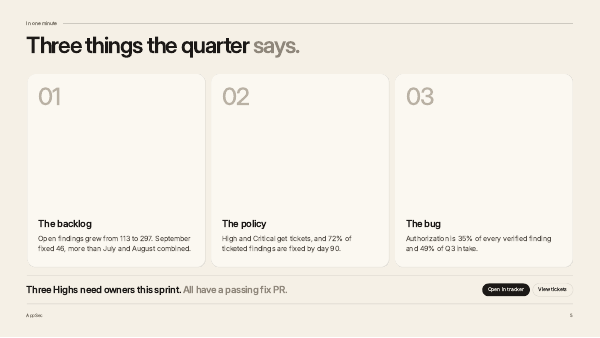 In one minute
Three things the quarter says.
01
02
03
The backlog
Open findings grew from 113 to 297. September
fixed 46, more than July and August combined.
The policy
High and Critical get tickets, and 72% of
ticketed findings are fixed by day 90.
The bug
Authorization is 35% of every verified finding
and 49% of Q3 intake.
Three Highs need owners this sprint. All have a passing fix PR.
Open in tracker
View tickets